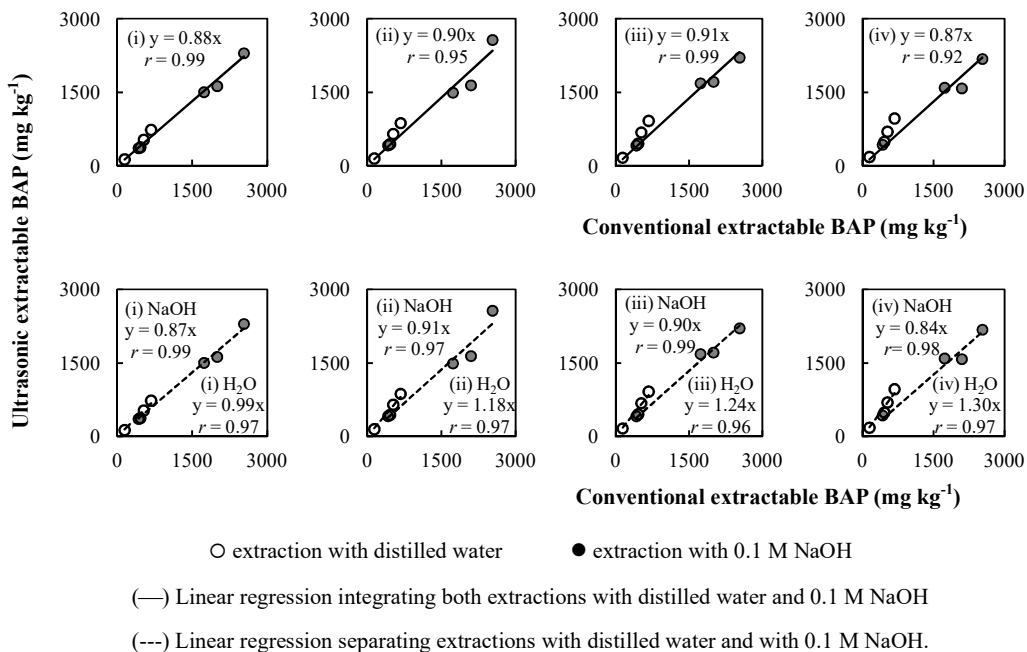 Ultrasonic extractable BAP (mg kg⁻¹)
3000
1500
0
(i) y = 0.88x
r = 0.99
0 1500 3000
3000
1500
0
(ii) y = 0.90x
r = 0.95
0 1500 3000
3000
1500
0
(iii) y = 0.91x
r = 0.99
0 1500 3000
3000
1500
0
(iv) y = 0.87x
r = 0.92
0 1500 3000
Conventional extractable BAP (mg kg⁻¹)
3000
1500
0
(i) NaOH
y = 0.87x
r = 0.99
(i) H₂O
y = 0.99x
r = 0.97
0 1500 3000
3000
1500
0
(ii) NaOH
y = 0.91x
r = 0.97
(ii) H₂O
y = 1.18x
r = 0.97
0 1500 3000
3000
1500
0
(iii) NaOH
y = 0.90x
r = 0.99
(iii) H₂O
y = 1.24x
r = 0.96
0 1500 3000
3000
1500
0
(iv) NaOH
y = 0.84x
r = 0.98
(iv) H₂O
y = 1.30x
r = 0.97
0 1500 3000
Conventional extractable BAP (mg kg⁻¹)
extraction with distilled water
extraction with 0.1 M NaOH
(—) Linear regression integrating both extractions with distilled water and 0.1 M NaOH
(---) Linear regression separating extractions with distilled water and with 0.1 M NaOH.